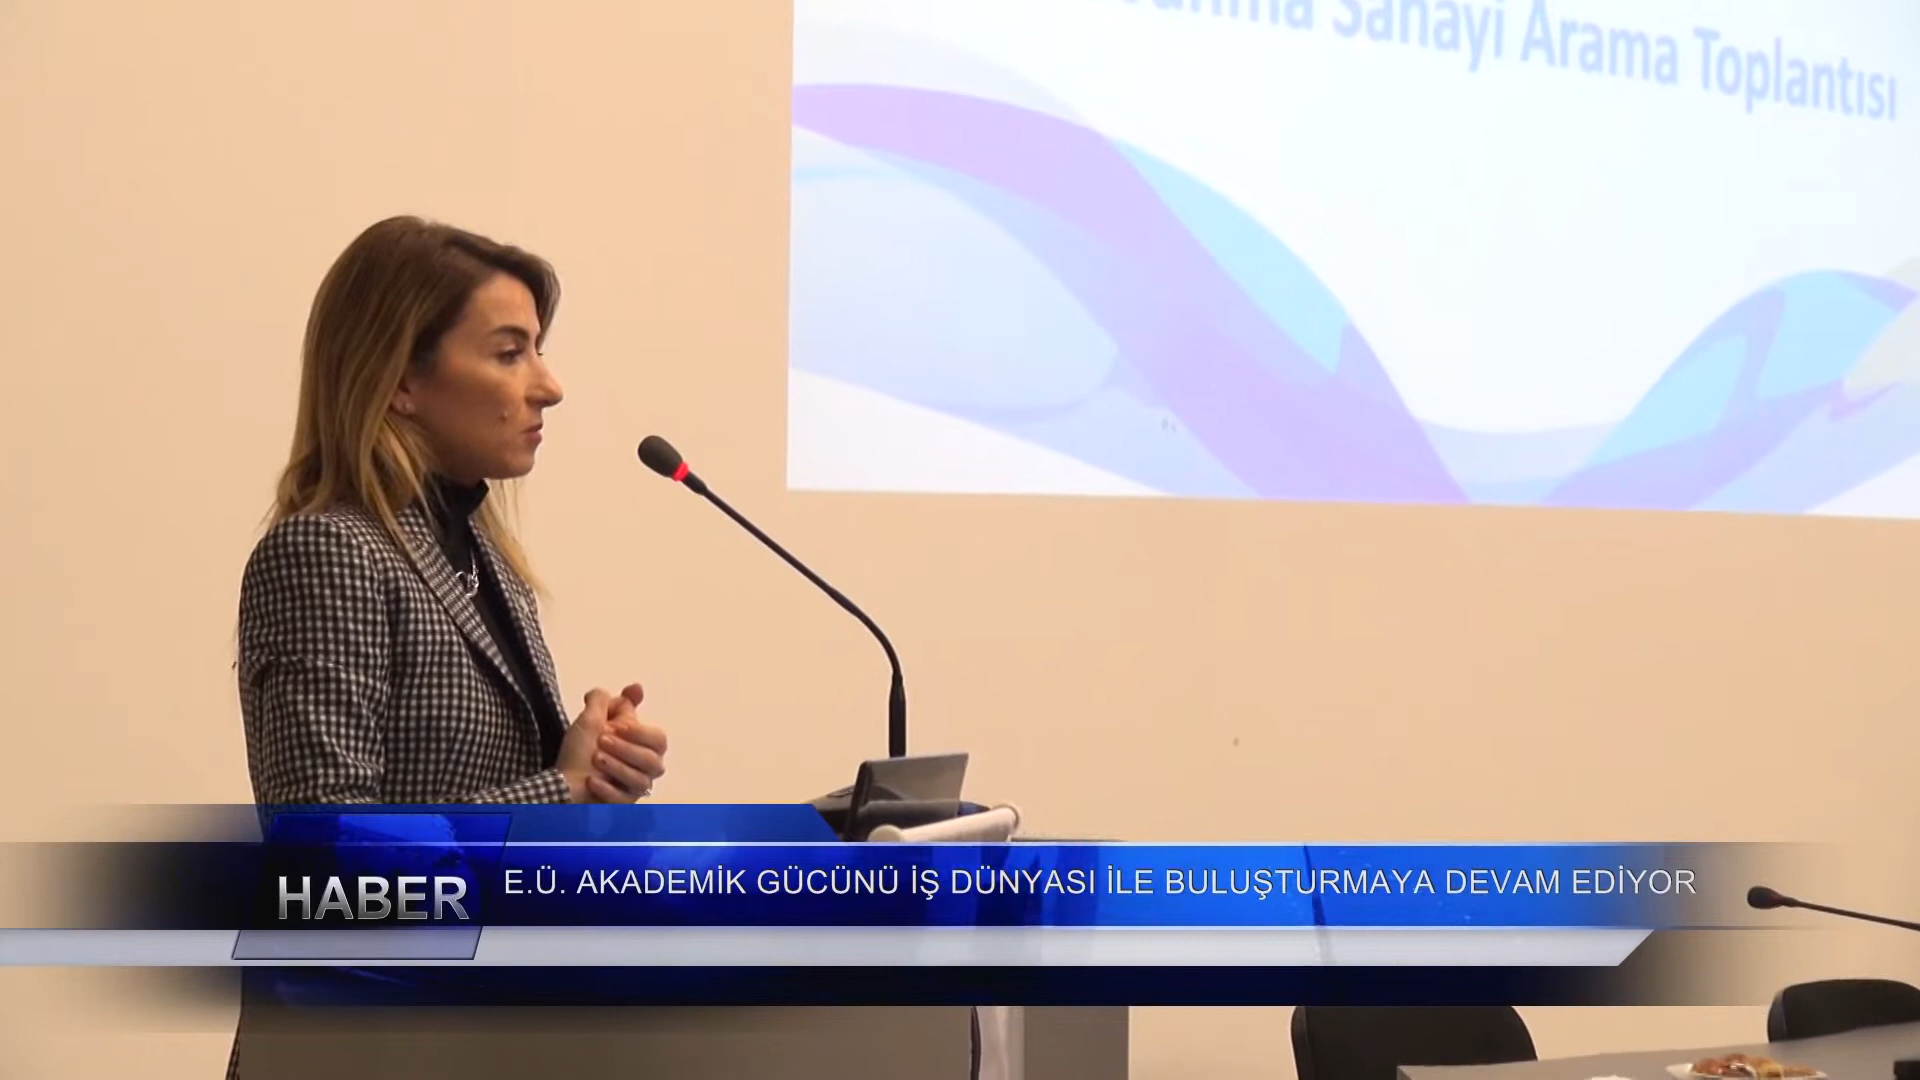 Sanayi Arama Toplantısı
HABER
E.Ü. AKADEMİK GÜCÜNÜ İŞ DÜNYASI İLE BULUŞTURMAYA DEVAM EDİYOR